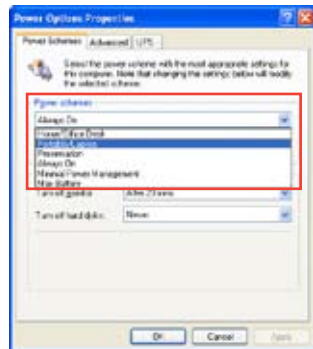 Power Options Properties
Power Schemes Advanced UPS
Select the power scheme with the most appropriate settings for
this computer. Note that changing the settings below will modify
the selected scheme.
Power schemes
Always On
Home/Office Desk
Portable/Laptop
Presentation
Always On
Minimal Power Management
Max Battery
Turn off monitor: After 20 mins
Turn off hard disks: Never
OK Cancel Apply